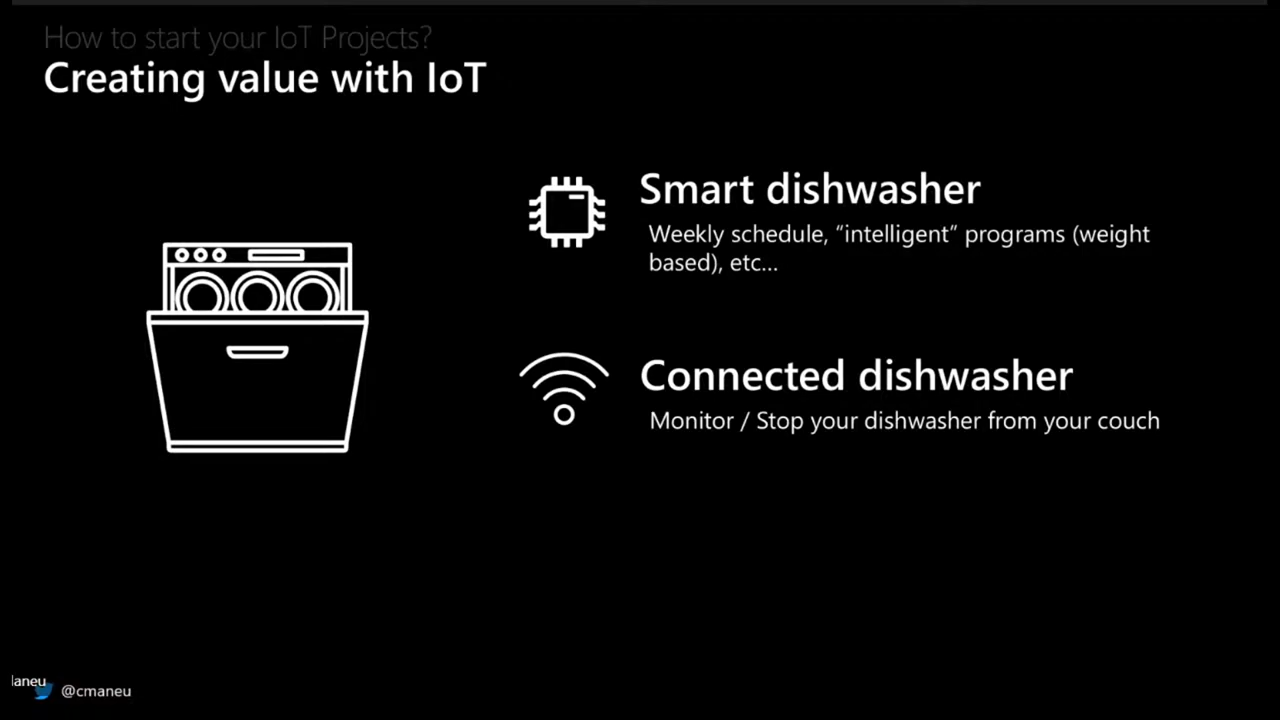 How to start your IoT Projects?
Creating value with IoT
Smart dishwasher
Weekly schedule, “intelligent” programs (weight
based), etc...
Connected dishwasher
Monitor / Stop your dishwasher from your couch
laneu
@cmaneu